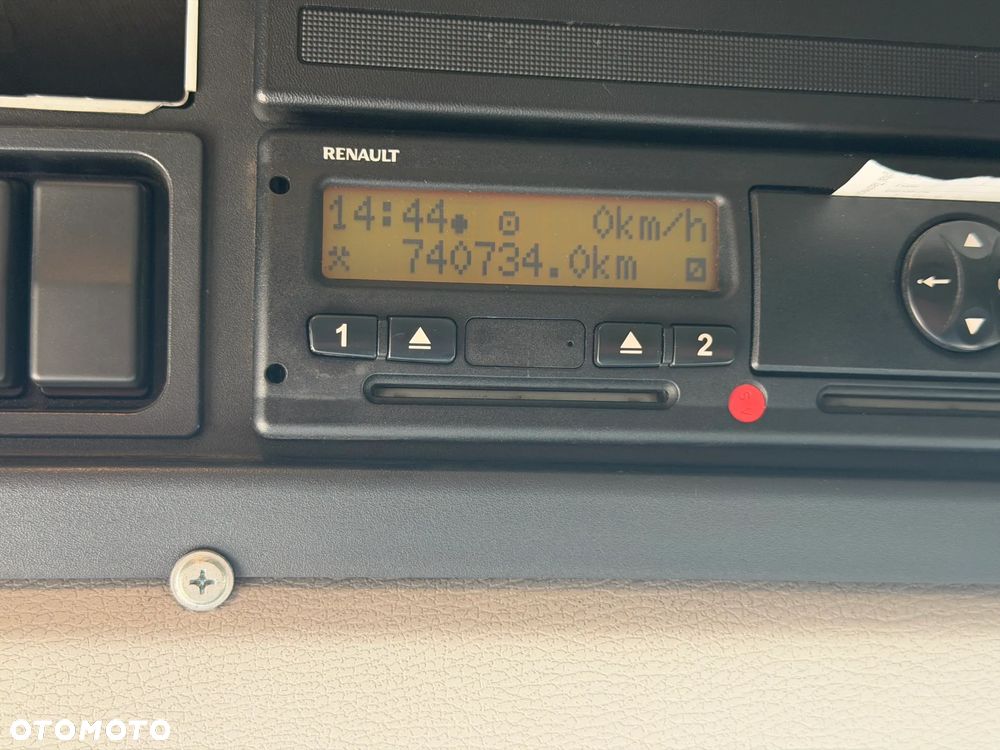 RENAULT
14:44 0km/h
740734.0km
1 2
OTOMOTO